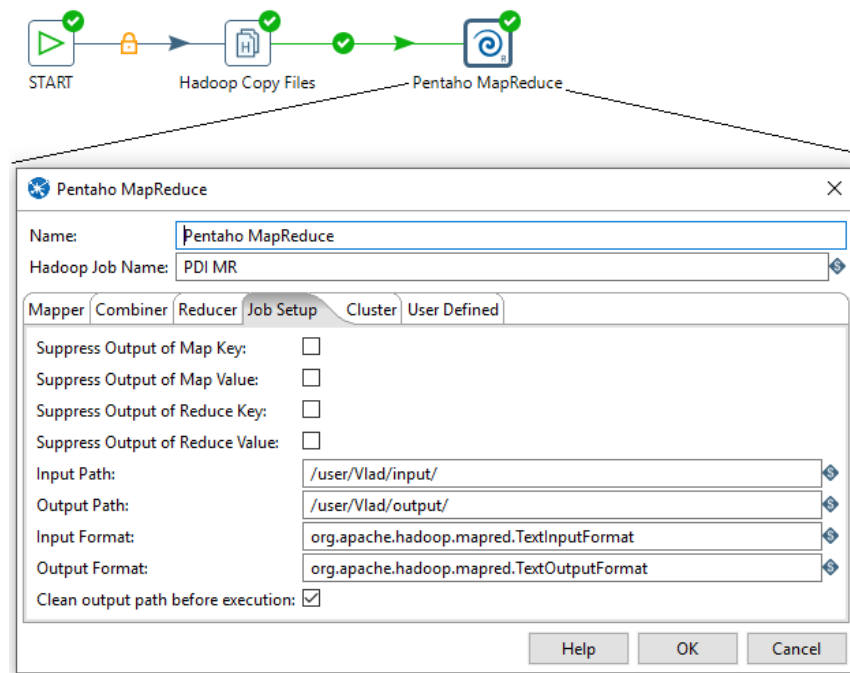 START Hadoop Copy Files Pentaho MapReduce
Pentaho MapReduce
Name: Pentaho MapReduce
Hadoop Job Name: PDI MR
Mapper Combiner Reducer Job Setup Cluster User Defined
Suppress Output of Map Key:
Suppress Output of Map Value:
Suppress Output of Reduce Key:
Suppress Output of Reduce Value:
Input Path: /user/Vlad/input/
Output Path: /user/Vlad/output/
Input Format: org.apache.hadoop.mapred.TextInputFormat
Output Format: org.apache.hadoop.mapred.TextOutputFormat
Clean output path before execution:
Help OK Cancel